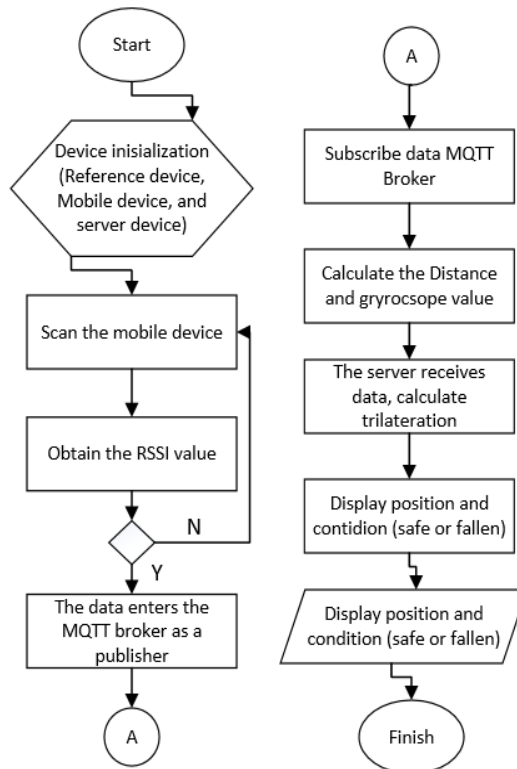 Start
Device inisialization
(Reference device,
Mobile device, and
server device)
Scan the mobile device
Obtain the RSSI value
N
Y
The data enters the
MQTT broker as a
publisher
A
A
Subscribe data MQTT
Broker
Calculate the Distance
and gryrocsope value
The server receives
data, calculate
trilateration
Display position and
contidion (safe or fallen)
Display position and
condition (safe or fallen)
Finish